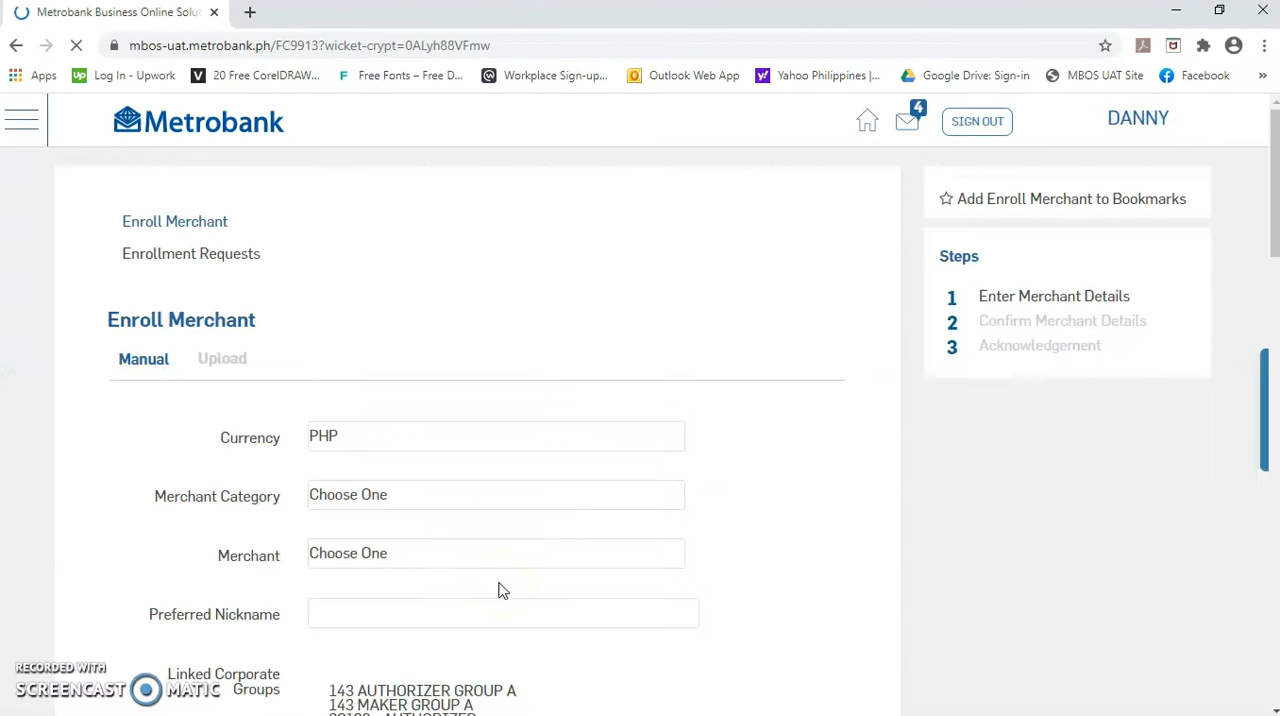 Metrobank Business Online Solut
mbos-uat.metrobank.ph/FC9913?wicket-crypt=0ALyh88VFmw
Apps Log In - Upwork 20 Free CorelDRAW... Free Fonts – Free D... Workplace Sign-up... Outlook Web App Yahoo Philippines |... Google Drive: Sign-in MBOS UAT Site Facebook »
Metrobank
4
SIGN OUT
DANNY
Enroll Merchant
Enrollment Requests
Enroll Merchant
Manual Upload
Currency PHP
Merchant Category Choose One
Merchant Choose One
Preferred Nickname
Linked Corporate
Groups
143 AUTHORIZER GROUP A
143 MAKER GROUP A
Add Enroll Merchant to Bookmarks
Steps
1 Enter Merchant Details
2 Confirm Merchant Details
3 Acknowledgement
RECORDED WITH
SCREENCAST MATIC